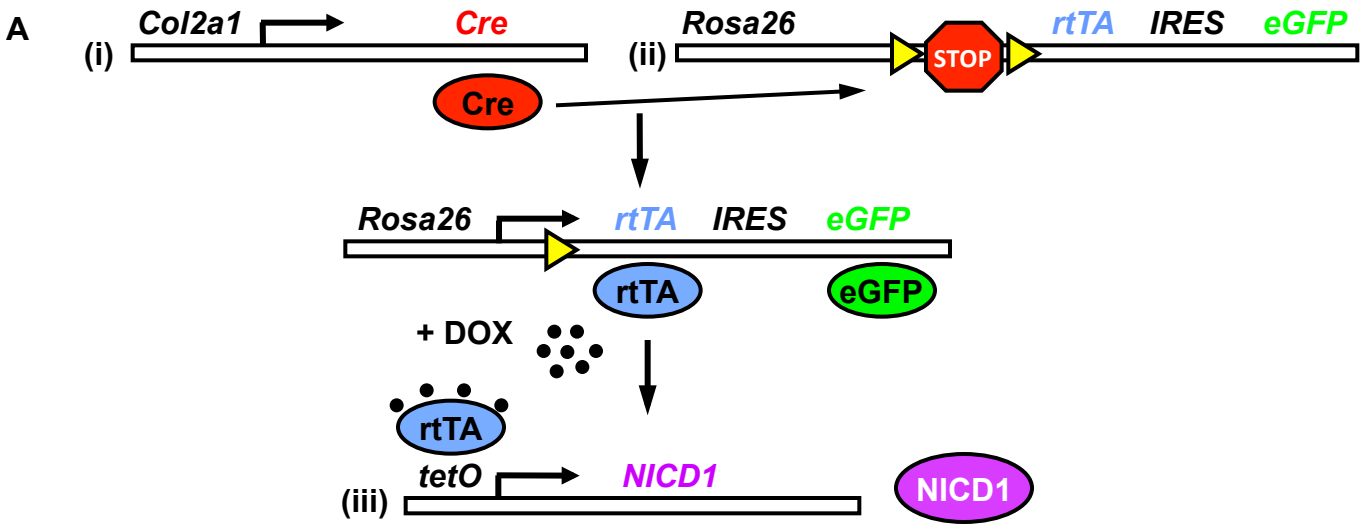 A
Col2a1 Cre
(i)
Cre
Rosa26 rtTA IRES eGFP
(ii)
STOP
Rosa26 rtTA IRES eGFP
rtTA eGFP
+ DOX
rtTA
tetO NICD1
(iii)
NICD1